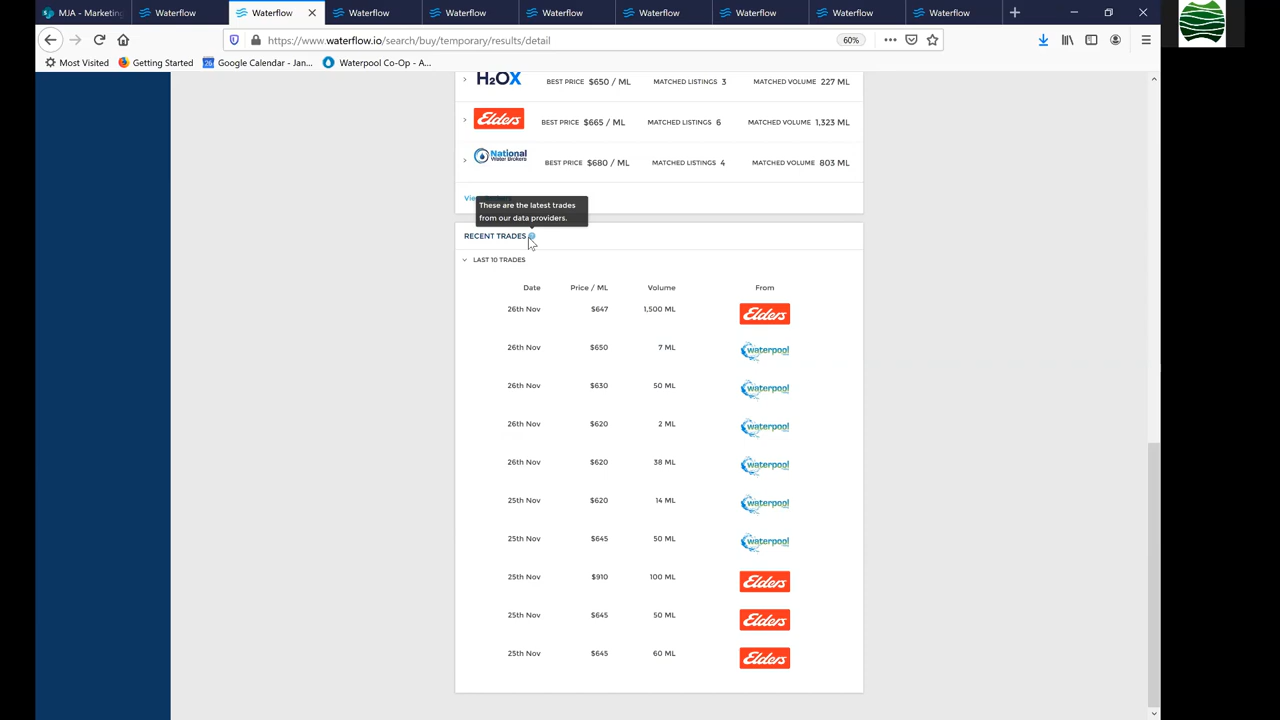 MJA - Marketing
Waterflow
Waterflow
Waterflow
Waterflow
Waterflow
Waterflow
Waterflow
Waterflow
Waterflow
https://www.waterflow.io/search/buy/temporary/results/detail
60%
Most Visited
Getting Started
26
Google Calendar - Jan...
Waterpool Co-Op - A...
H2OX BEST PRICE $650 / ML MATCHED LISTINGS 3 MATCHED VOLUME 227 ML
Elders BEST PRICE $665 / ML MATCHED LISTINGS 6 MATCHED VOLUME 1,323 ML
National Water Brokers BEST PRICE $680 / ML MATCHED LISTINGS 4 MATCHED VOLUME 803 ML
These are the latest trades
from our data providers.
RECENT TRADES
LAST 10 TRADES
Date Price / ML Volume From
26th Nov $647 1,500 ML Elders
26th Nov $650 7 ML waterpool
26th Nov $630 50 ML waterpool
26th Nov $620 2 ML waterpool
26th Nov $620 38 ML waterpool
25th Nov $620 14 ML waterpool
25th Nov $645 50 ML waterpool
25th Nov $910 100 ML Elders
25th Nov $645 50 ML Elders
25th Nov $645 60 ML Elders